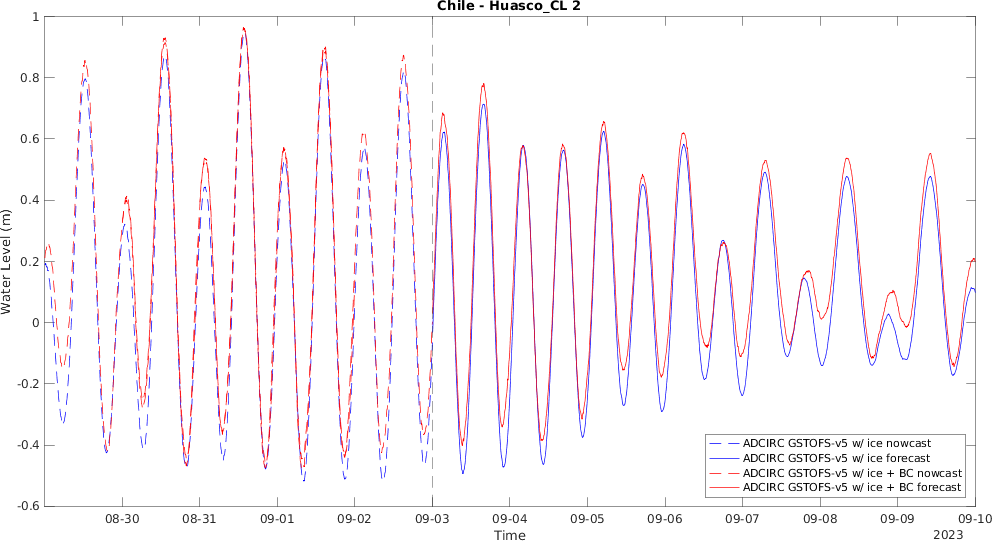 Chile - Huasco_CL 2
Water Level (m)
1
0.8
0.6
0.4
0.2
0
-0.2
-0.4
-0.6
ADCIRC GSTOFS-v5 w/ ice nowcast
ADCIRC GSTOFS-v5 w/ ice forecast
ADCIRC GSTOFS-v5 w/ ice + BC nowcast
ADCIRC GSTOFS-v5 w/ ice + BC forecast
08-30 08-31 09-01 09-02 09-03 09-04 09-05 09-06 09-07 09-08 09-09 09-10
Time
2023